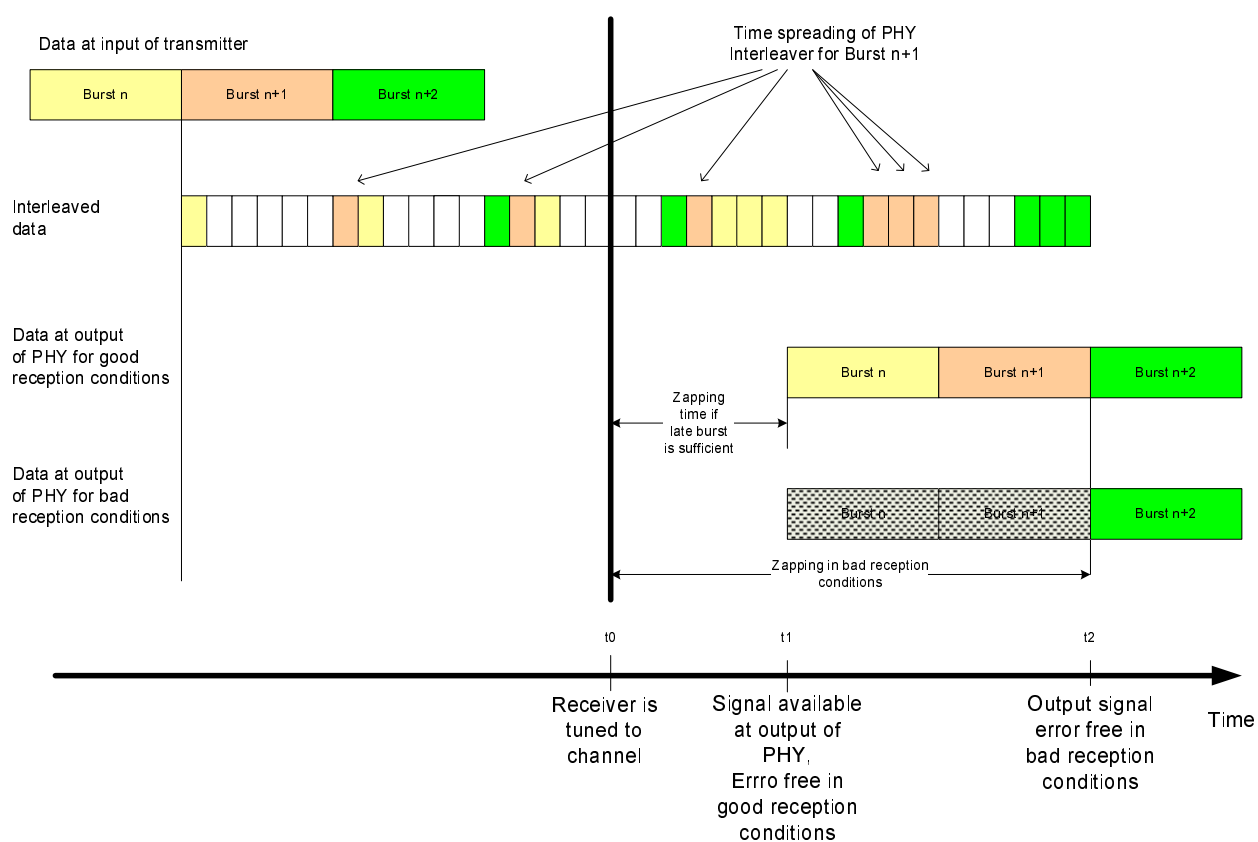 Data at input of transmitter
Time spreading of PHY
Interleaver for Burst n+1
Burst n
Burst n+1
Burst n+2
Interleaved
data
Data at output
of PHY for good
reception conditions
Burst n
Burst n+1
Burst n+2
Zapping
time if
late burst
is sufficient
Data at output
of PHY for bad
reception conditions
Burst n
Burst n+1
Burst n+2
Zapping in bad reception
conditions
t0
t1
t2
Receiver is
tuned to
channel
Signal available
at output of
PHY,
Errro free in
good reception
conditions
Output signal
error free in
bad reception
conditions
Time